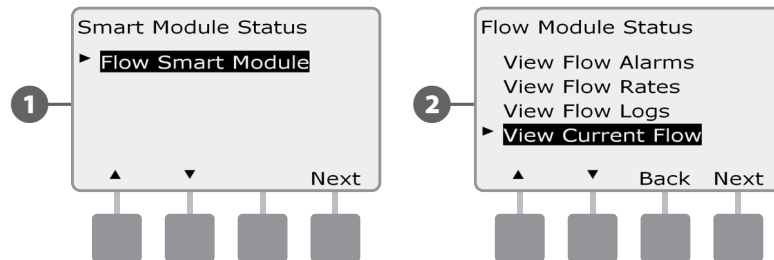 1
Smart Module Status
► Flow Smart Module
▲ ▼ Next
2
Flow Module Status
View Flow Alarms
View Flow Rates
View Flow Logs
► View Current Flow
▲ ▼ Back Next